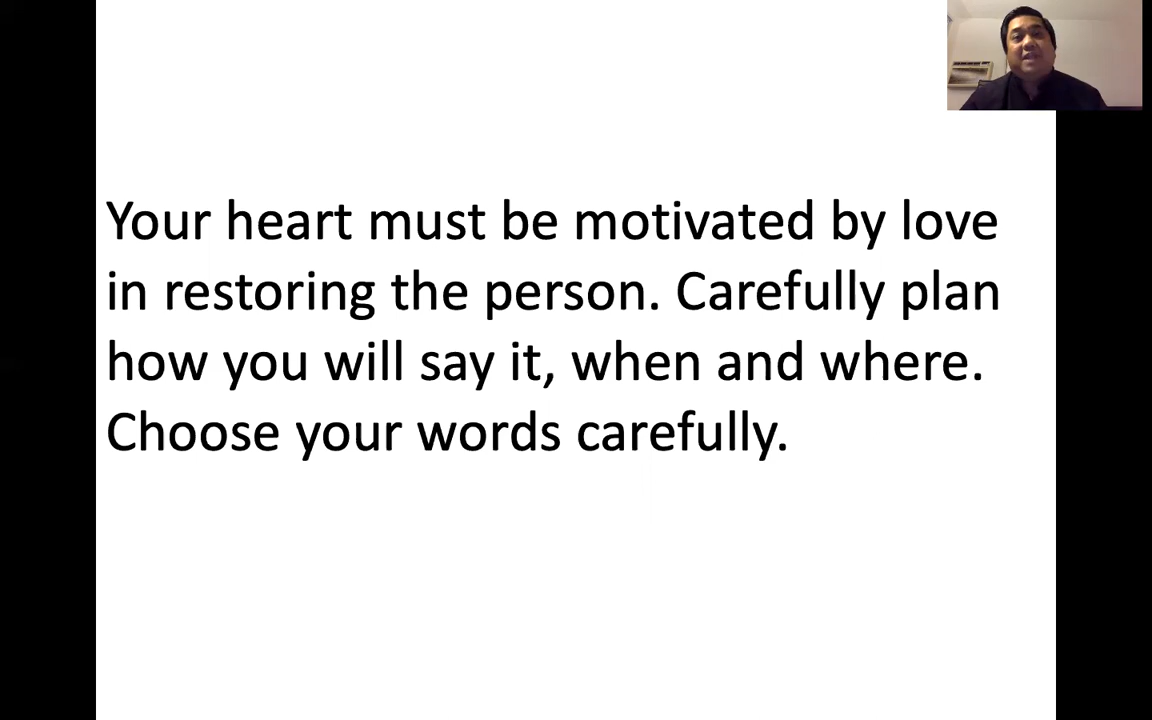 Your heart must be motivated by love
in restoring the person. Carefully plan
how you will say it, when and where.
Choose your words carefully.